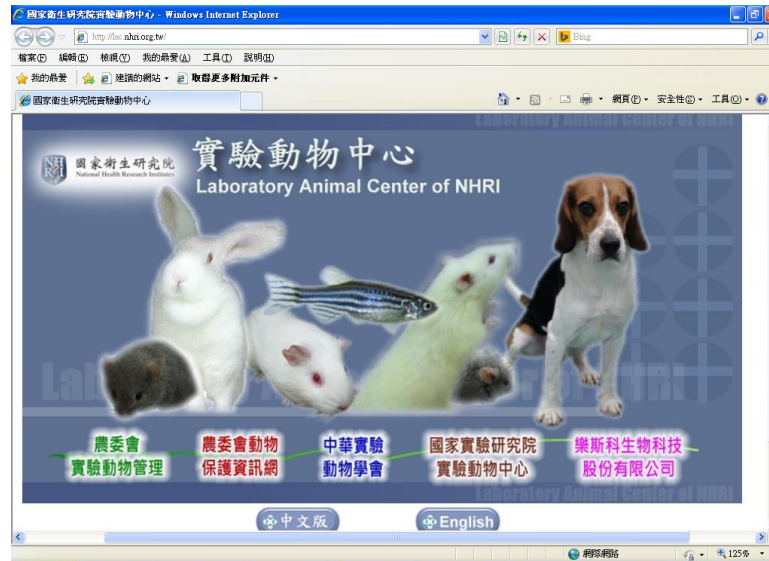 國家衛生研究院實驗動物中心 - Windows Internet Explorer
http://lac.nhri.org.tw/
Bing
檔案(F) 編輯(E) 檢視(V) 我的最愛(A) 工具(T) 說明(H)
我的最愛 建議的網站 取得更多附加元件
國家衛生研究院實驗動物中心
網頁(P) 安全性(S) 工具(O)
Laboratory Animal Center of NHRI
國家衛生研究院
National Health Research Institutes
實驗動物中心
Laboratory Animal Center of NHRI
Laboratory Animal Center of NHRI
農委會
實驗動物管理
農委會動物
保護資訊網
中華實驗
動物學會
國家實驗研究院
實驗動物中心
樂斯科生物科技
股份有限公司
Laboratory Animal Center of NHRI
中文版
English
網際網路
125%